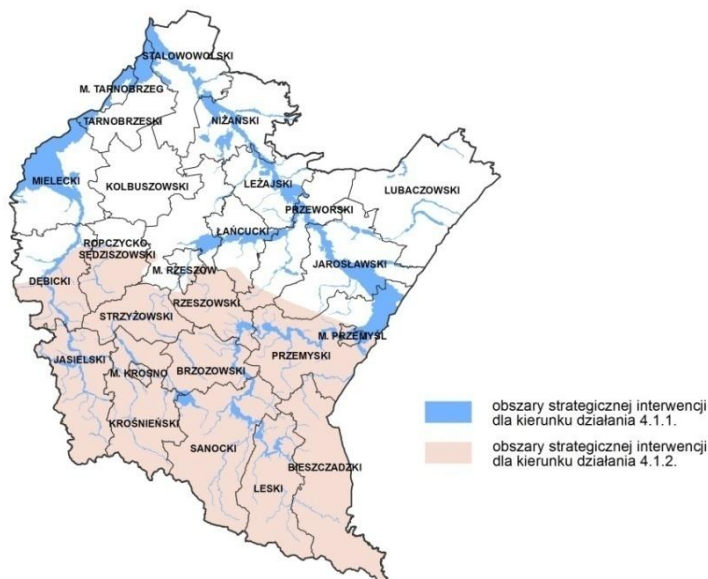 STALOWOWOLSKI
M. TARNOBRZEG
TARNOBRZESKI
NIŻAŃSKI
MIELECKI
KOLBUSZOWSKI
LEŻAJSKI
LUBACZOWSKI
PRZEWORSKI
ŁAŃCUCKI
ROPCZYCKO
SĘDZISZOWSKI
M. RZESZÓW
JAROSŁAWSKI
DĘBICKI
RZESZOWSKI
STRZYŻOWSKI
M. PRZEMYŚL
JASIELSKI
M. KROSNO
BRZOZOWSKI
PRZEMYSKI
KROŚNIEŃSKI
SANOCKI
BIESZCZADZKI
LESKI
obszary strategicznej interwencji
dla kierunku działania 4.1.1.
obszary strategicznej interwencji
dla kierunku działania 4.1.2.